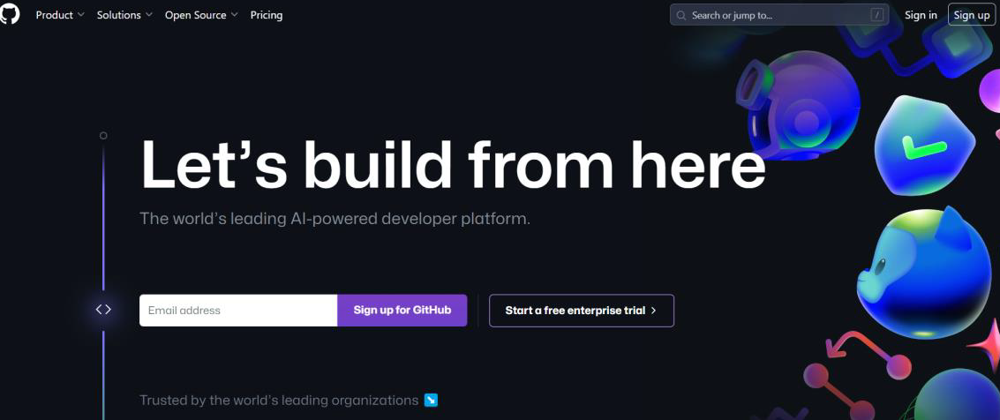 Product Solutions Open Source Pricing Search or jump to... / Sign in Sign up
Let’s build from here
The world’s leading AI-powered developer platform.
Email address Sign up for GitHub Start a free enterprise trial
Trusted by the world’s leading organizations